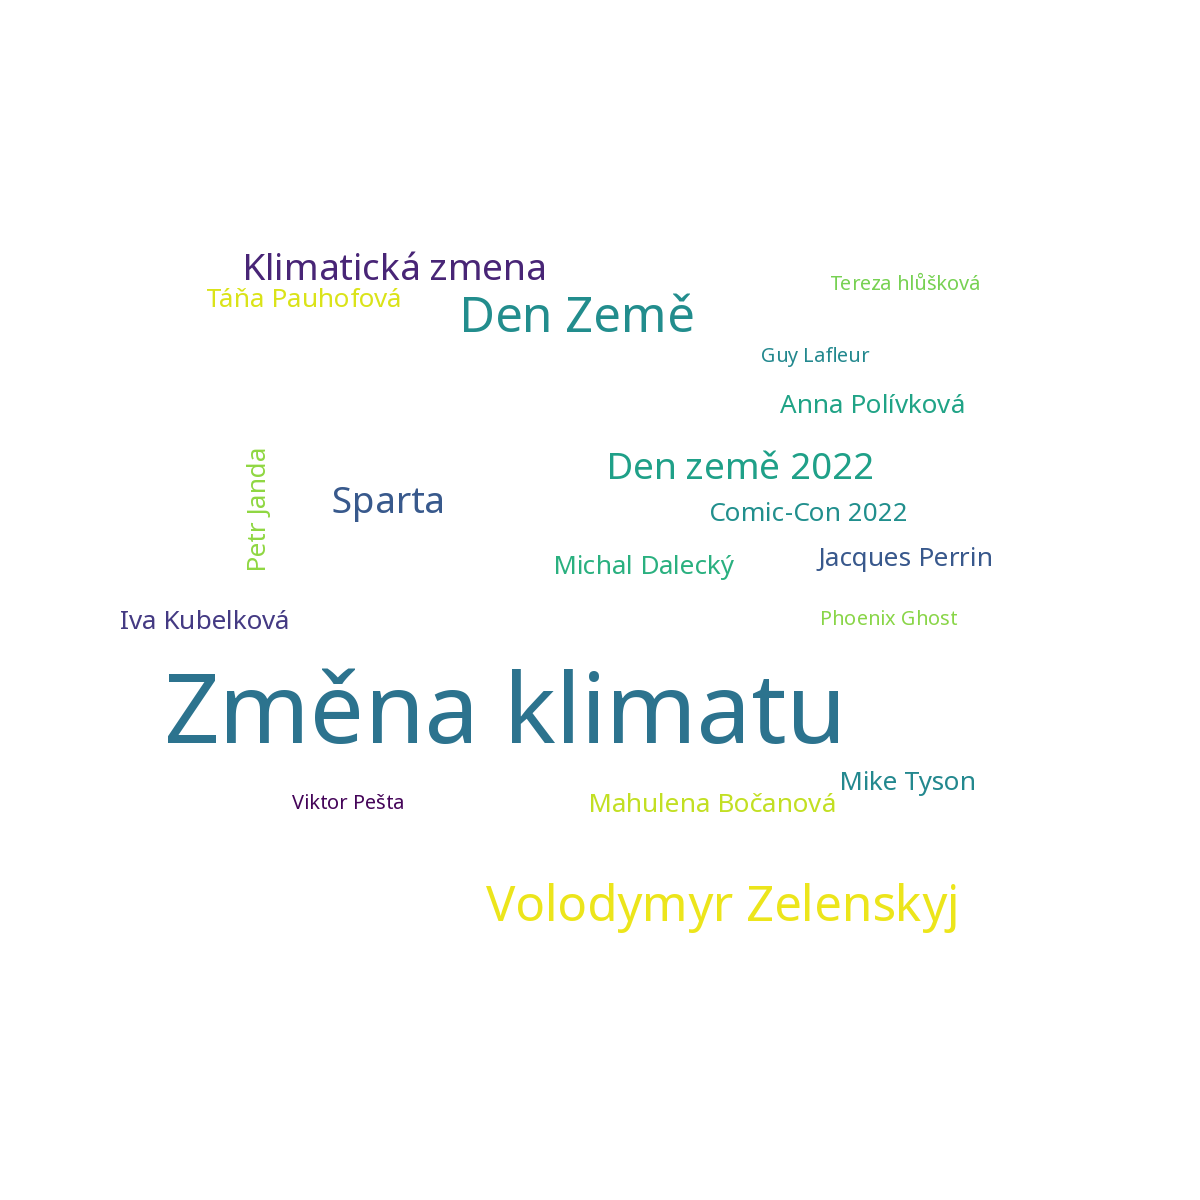 Klimatická zmena
Tereza hlůšková
Táňa Pauhofová
Den Země
Guy Lafleur
Anna Polívková
Den země 2022
Petr Janda
Sparta
Comic-Con 2022
Jacques Perrin
Michal Dalecký
Iva Kubelková
Phoenix Ghost
Změna klimatu
Mike Tyson
Viktor Pešta
Mahulena Bočanová
Volodymyr Zelenskyj